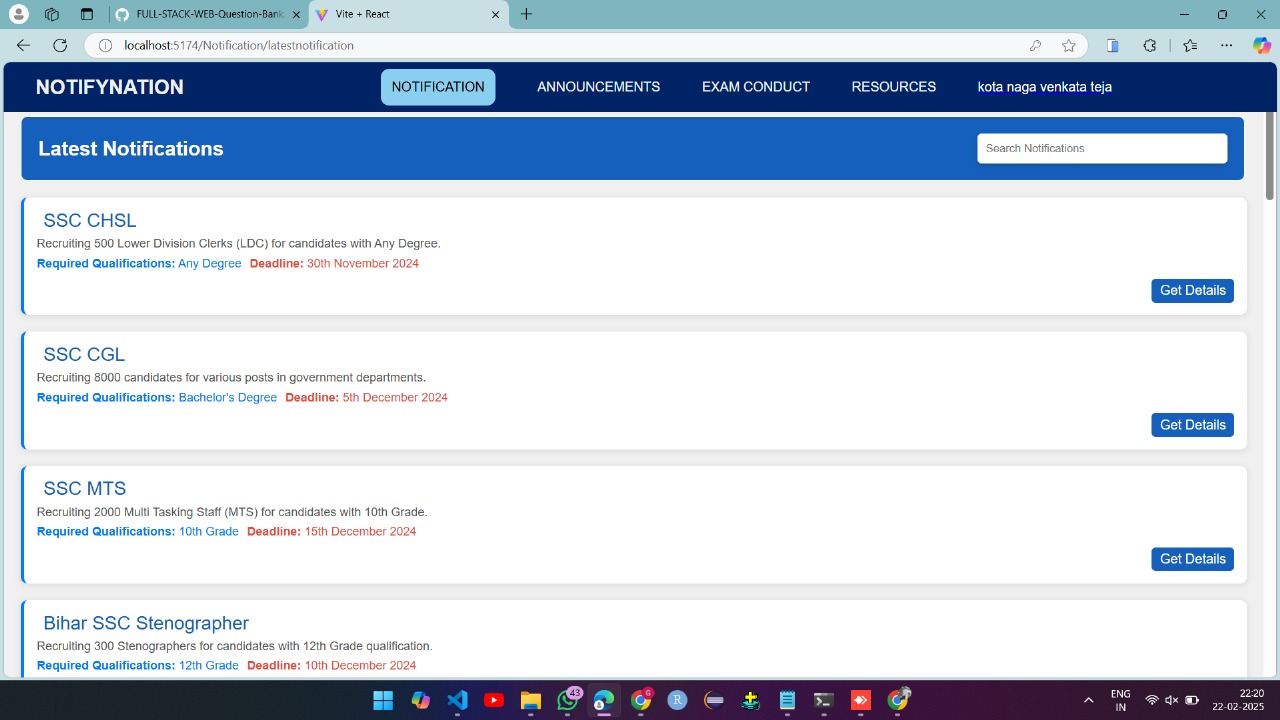 FULL-STACK-WEB-Question-Bank
Vite + React
localhost:5174/Notification/latestnotification
NOTIFYNATION
NOTIFICATION
ANNOUNCEMENTS
EXAM CONDUCT
RESOURCES
kota naga venkata teja
Latest Notifications
Search Notifications
SSC CHSL
Recruiting 500 Lower Division Clerks (LDC) for candidates with Any Degree.
Required Qualifications: Any Degree Deadline: 30th November 2024
Get Details
SSC CGL
Recruiting 8000 candidates for various posts in government departments.
Required Qualifications: Bachelor's Degree Deadline: 5th December 2024
Get Details
SSC MTS
Recruiting 2000 Multi Tasking Staff (MTS) for candidates with 10th Grade.
Required Qualifications: 10th Grade Deadline: 15th December 2024
Get Details
Bihar SSC Stenographer
Recruiting 300 Stenographers for candidates with 12th Grade qualification.
Required Qualifications: 12th Grade Deadline: 10th December 2024
43
6
R
ENG
IN
22:20
22-02-2025